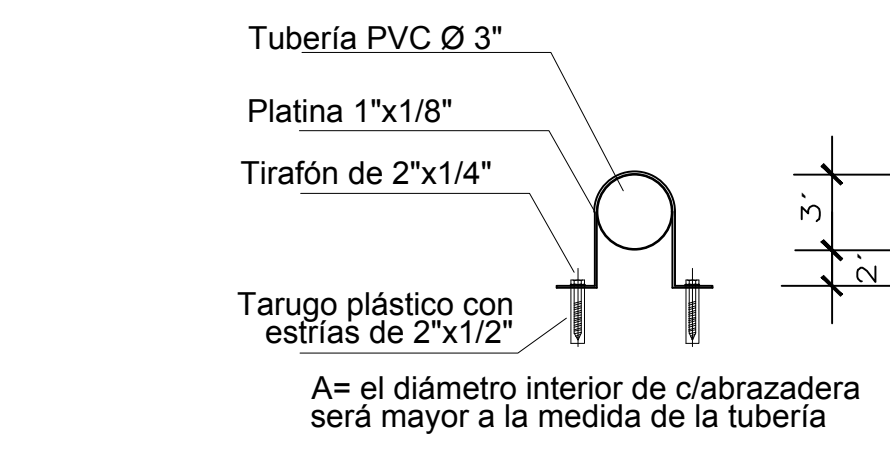 Tubería PVC Ø 3"
Platina 1"x1/8"
Tirafón de 2"x1/4"
3´
2´
Tarugo plástico con
estrías de 2"x1/2"
A= el diámetro interior de c/abrazadera
será mayor a la medida de la tubería